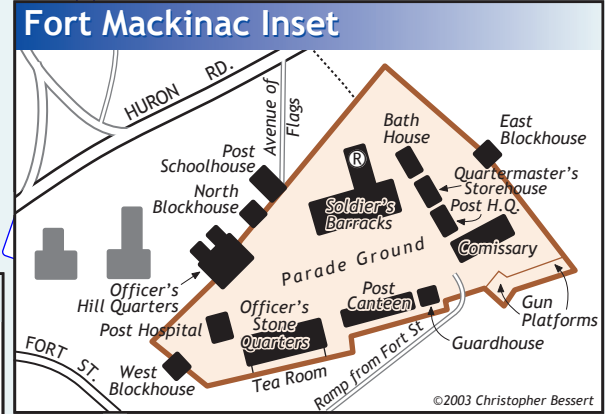 Fort Mackinac Inset
HURON RD.
Avenue of
Flags
Bath
House
East
Blockhouse
Post
Schoolhouse
North
Blockhouse
R
Quartermaster's
Storehouse
Post H.Q.
Soldier's
Barracks
Comissary
Parade Ground
Officer's
Hill Quarters
Post Hospital
Officer's
Stone
Quarters
Post
Canteen
Gun
Platforms
Guardhouse
FORT ST.
West
Blockhouse
Tea Room
Ramp from Fort St
©2003 Christopher Bessert